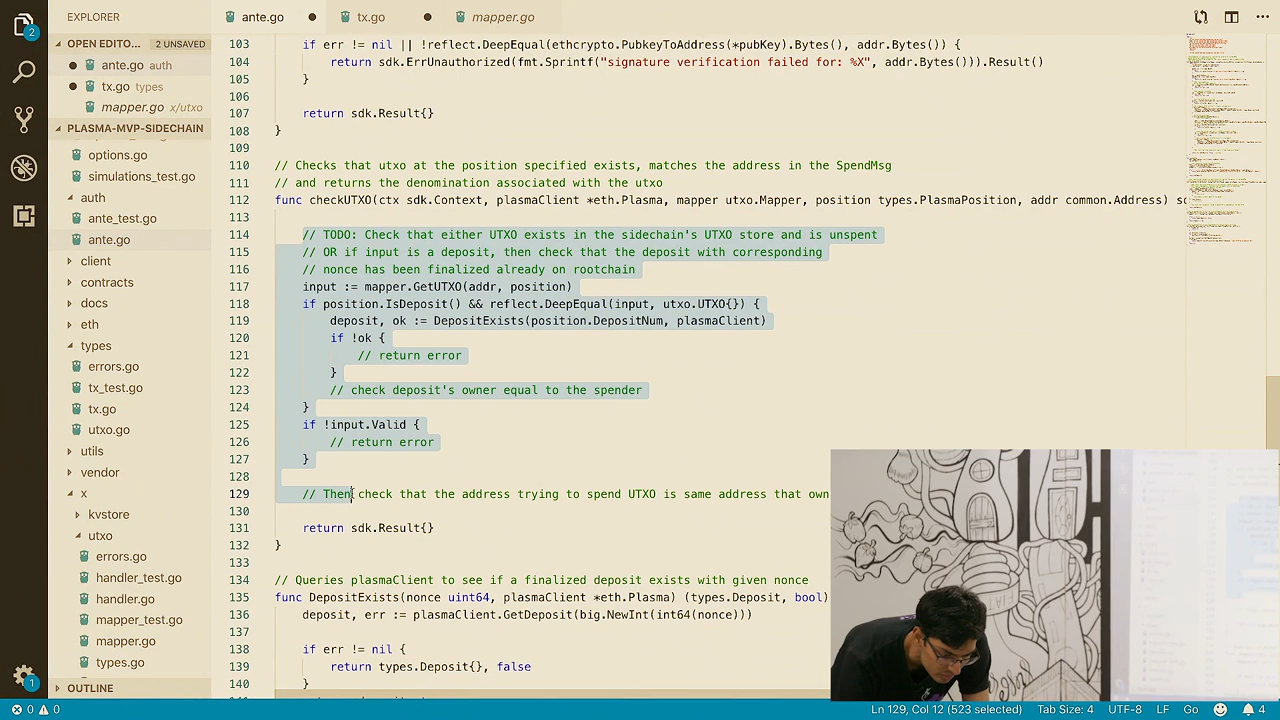 EXPLORER
ante.go
tx.go
mapper.go
OPEN EDITO...
2 UNSAVED
ante.go auth
tx.go types
mapper.go x/utxo
PLASMA-MVP-SIDECHAIN
options.go
simulations_test.go
auth
ante_test.go
ante.go
client
contracts
docs
eth
types
errors.go
tx_test.go
tx.go
utxo.go
utils
vendor
x
kvstore
utxo
errors.go
handler_test.go
handler.go
mapper_test.go
mapper.go
types.go
OUTLINE
103 if err != nil || !reflect.DeepEqual(ethcrypto.PubkeyToAddress(*pubKey).Bytes(), addr.Bytes()) {
104 return sdk.ErrUnauthorized(fmt.Sprintf("signature verification failed for: %X", addr.Bytes())).Result()
105 }
106
107 return sdk.Result{}
108 }
109
110 // Checks that utxo at the position specified exists, matches the address in the SpendMsg
111 // and returns the denomination associated with the utxo
112 func checkUTXO(ctx sdk.Context, plasmaClient *eth.Plasma, mapper utxo.Mapper, position types.PlasmaPosition, addr common.Address) sd
113
114 // TODO: Check that either UTXO exists in the sidechain's UTXO store and is unspent
115 // OR if input is a deposit, then check that the deposit with corresponding
116 // nonce has been finalized already on rootchain
117 input := mapper.GetUTXO(addr, position)
118 if position.IsDeposit() && reflect.DeepEqual(input, utxo.UTXO{}) {
119 deposit, ok := DepositExists(position.DepositNum, plasmaClient)
120 if !ok {
121 // return error
122 }
123 // check deposit's owner equal to the spender
124 }
125 if !input.Valid {
126 // return error
127 }
128
129 // Then check that the address trying to spend UTXO is same address that own
130
131 return sdk.Result{}
132 }
133
134 // Queries plasmaClient to see if a finalized deposit exists with given nonce
135 func DepositExists(nonce uint64, plasmaClient *eth.Plasma) (types.Deposit, bool)
136 deposit, err := plasmaClient.GetDeposit(big.NewInt(int64(nonce)))
137
138 if err != nil {
139 return types.Deposit{}, false
140 }
2
1
0 0
Ln 129, Col 12 (523 selected)
Tab Size: 4
UTF-8
LF
Go
4